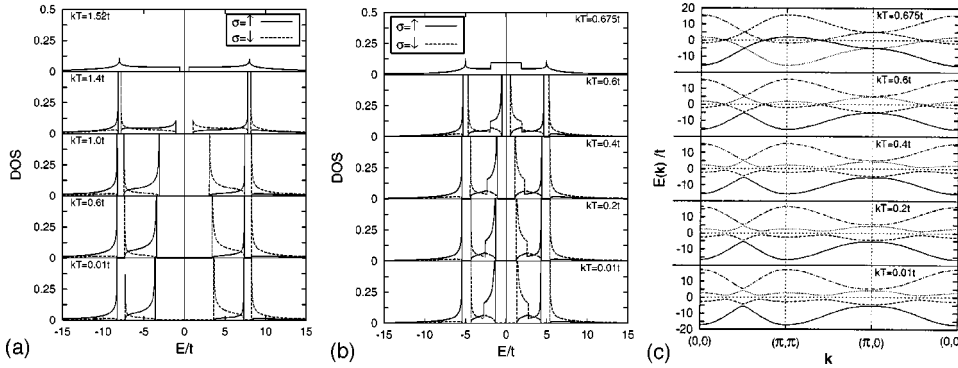 0.5
0.25
0
0.25
0
0.25
0
0.25
0
0.25
0
DOS
kT=1.52t
kT=1.4t
kT=1.0t
kT=0.6t
kT=0.01t
σ=↑
σ=↓
-15 -10 -5 0 5 10 15
E/t
(a)
0.5
0.25
0
0.25
0
0.25
0
0.25
0
0.25
0
DOS
σ=↑
σ=↓
kT=0.675t
kT=0.6t
kT=0.4t
kT=0.2t
kT=0.01t
-15 -10 -5 0 5 10 15
E/t
(b)
10
0
-10
10
0
-10
10
0
-10
10
0
-10
10
0
-10
-20
E(k) /t
kT=0.675t
kT=0.6t
kT=0.4t
kT=0.2t
kT=0.01t
(0,0) (π,π) (π,0) (0,0)
k
(c)